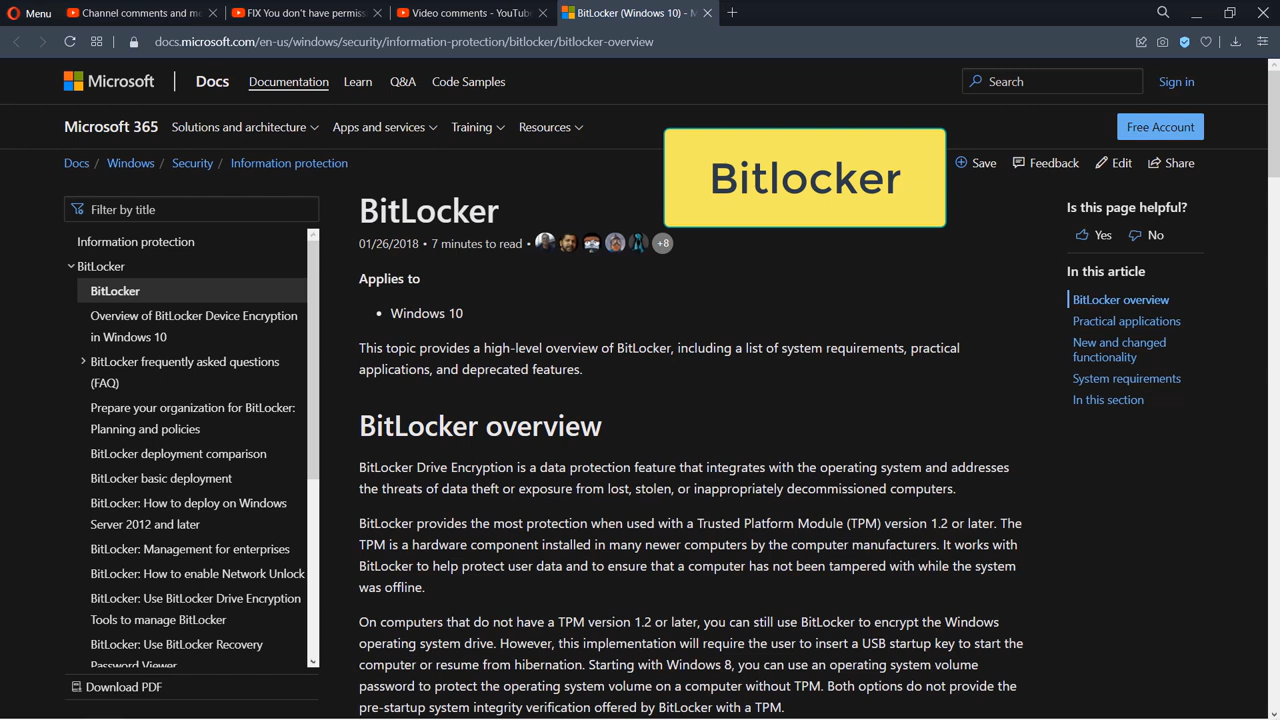 Menu
Channel comments and me
FIX You don't have permiss
Video comments - YouTube
BitLocker (Windows 10) - M
docs.microsoft.com/en-us/windows/security/information-protection/bitlocker/bitlocker-overview
Microsoft Docs Documentation Learn Q&A Code Samples Search Sign in
Microsoft 365 Solutions and architecture Apps and services Training Resources Free Account
Bitlocker
Docs / Windows / Security / Information protection
Save Feedback Edit Share
Filter by title
Information protection
BitLocker
BitLocker
Overview of BitLocker Device Encryption
in Windows 10
BitLocker frequently asked questions
(FAQ)
Prepare your organization for BitLocker:
Planning and policies
BitLocker deployment comparison
BitLocker basic deployment
BitLocker: How to deploy on Windows
Server 2012 and later
BitLocker: Management for enterprises
BitLocker: How to enable Network Unlock
BitLocker: Use BitLocker Drive Encryption
Tools to manage BitLocker
BitLocker: Use BitLocker Recovery
Password Viewer
Download PDF
BitLocker
01/26/2018 • 7 minutes to read • +8
Applies to
• Windows 10
This topic provides a high-level overview of BitLocker, including a list of system requirements, practical
applications, and deprecated features.
BitLocker overview
BitLocker Drive Encryption is a data protection feature that integrates with the operating system and addresses
the threats of data theft or exposure from lost, stolen, or inappropriately decommissioned computers.
BitLocker provides the most protection when used with a Trusted Platform Module (TPM) version 1.2 or later. The
TPM is a hardware component installed in many newer computers by the computer manufacturers. It works with
BitLocker to help protect user data and to ensure that a computer has not been tampered with while the system
was offline.
On computers that do not have a TPM version 1.2 or later, you can still use BitLocker to encrypt the Windows
operating system drive. However, this implementation will require the user to insert a USB startup key to start the
computer or resume from hibernation. Starting with Windows 8, you can use an operating system volume
password to protect the operating system volume on a computer without TPM. Both options do not provide the
pre-startup system integrity verification offered by BitLocker with a TPM.
Is this page helpful?
Yes No
In this article
BitLocker overview
Practical applications
New and changed
functionality
System requirements
In this section